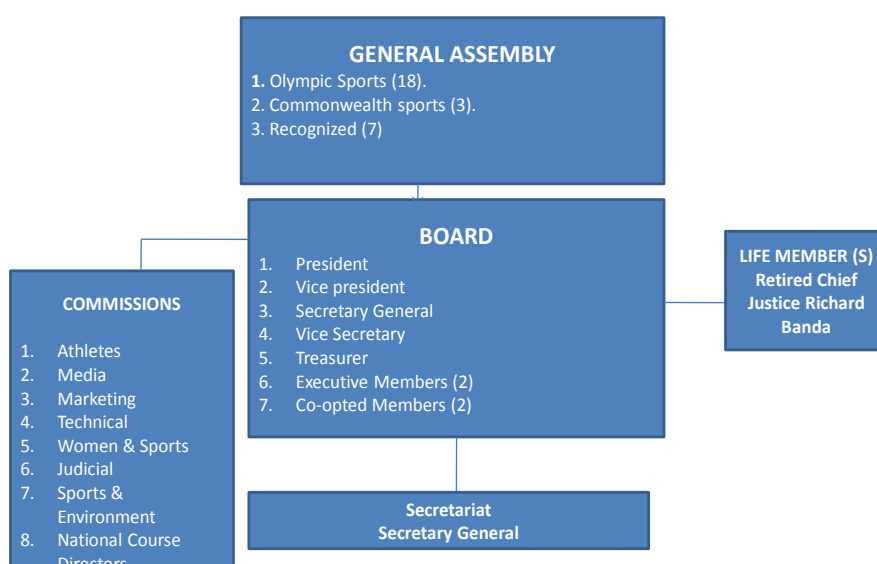 GENERAL ASSEMBLY
1. Olympic Sports (18).
2. Commonwealth sports (3).
3. Recognized (7)
BOARD
1. President
2. Vice president
3. Secretary General
4. Vice Secretary
5. Treasurer
6. Executive Members (2)
7. Co-opted Members (2)
LIFE MEMBER (S)
Retired Chief
Justice Richard
Banda
COMMISSIONS
1. Athletes
2. Media
3. Marketing
4. Technical
5. Women & Sports
6. Judicial
7. Sports &
Environment
8. National Course
Directors
Secretariat
Secretary General